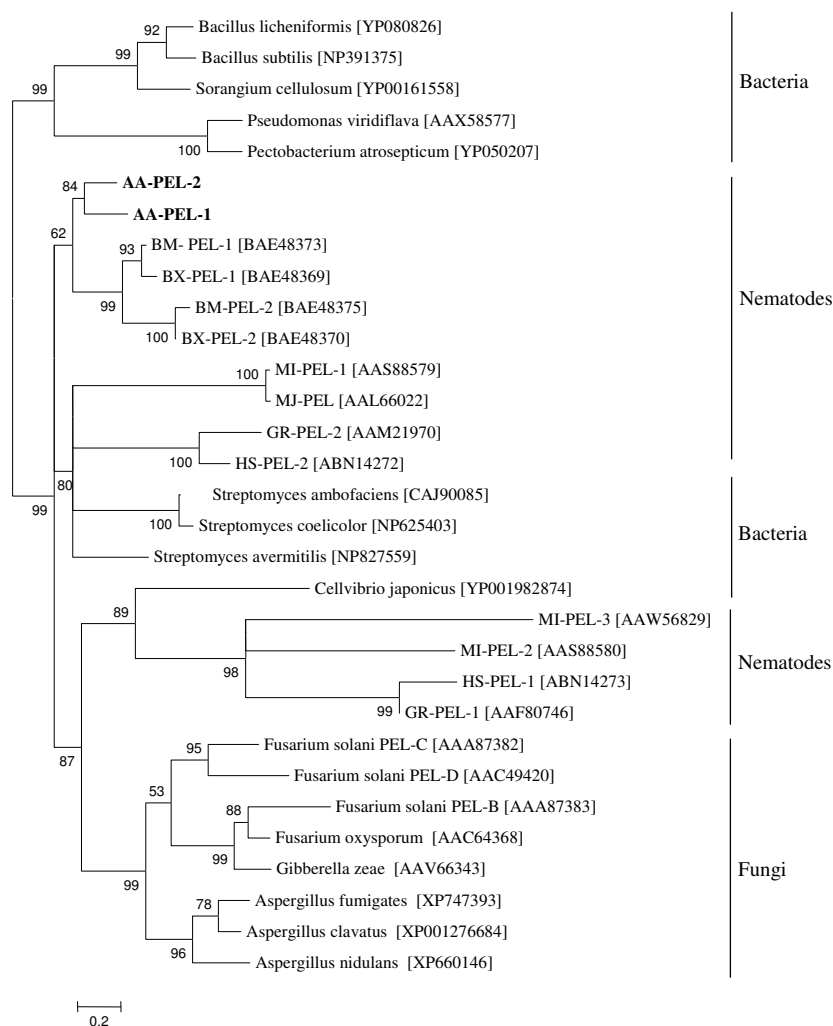 92
Bacillus licheniformis [YP080826]
99
Bacillus subtilis [NP391375]
Sorangium cellulosum [YP00161558]
99
Bacteria
Pseudomonas viridiflava [AAX58577]
100
Pectobacterium atrosepticum [YP050207]
84
AA-PEL-2
AA-PEL-1
62
93
BM- PEL-1 [BAE48373]
BX-PEL-1 [BAE48369]
99
BM-PEL-2 [BAE48375]
Nematodes
100
BX-PEL-2 [BAE48370]
100
MI-PEL-1 [AAS88579]
MJ-PEL [AAL66022]
GR-PEL-2 [AAM21970]
100
HS-PEL-2 [ABN14272]
80
99
Streptomyces ambofaciens [CAJ90085]
100
Streptomyces coelicolor [NP625403]
Bacteria
Streptomyces avermitilis [NP827559]
Cellvibrio japonicus [YP001982874]
89
MI-PEL-3 [AAW56829]
98
MI-PEL-2 [AAS88580]
Nematodes
HS-PEL-1 [ABN14273]
99
GR-PEL-1 [AAF80746]
87
95
Fusarium solani PEL-C [AAA87382]
Fusarium solani PEL-D [AAC49420]
53
88
Fusarium solani PEL-B [AAA87383]
Fusarium oxysporum [AAC64368]
99
Gibberella zeae [AAV66343]
Fungi
99
78
Aspergillus fumigates [XP747393]
Aspergillus clavatus [XP001276684]
96
Aspergillus nidulans [XP660146]
0.2